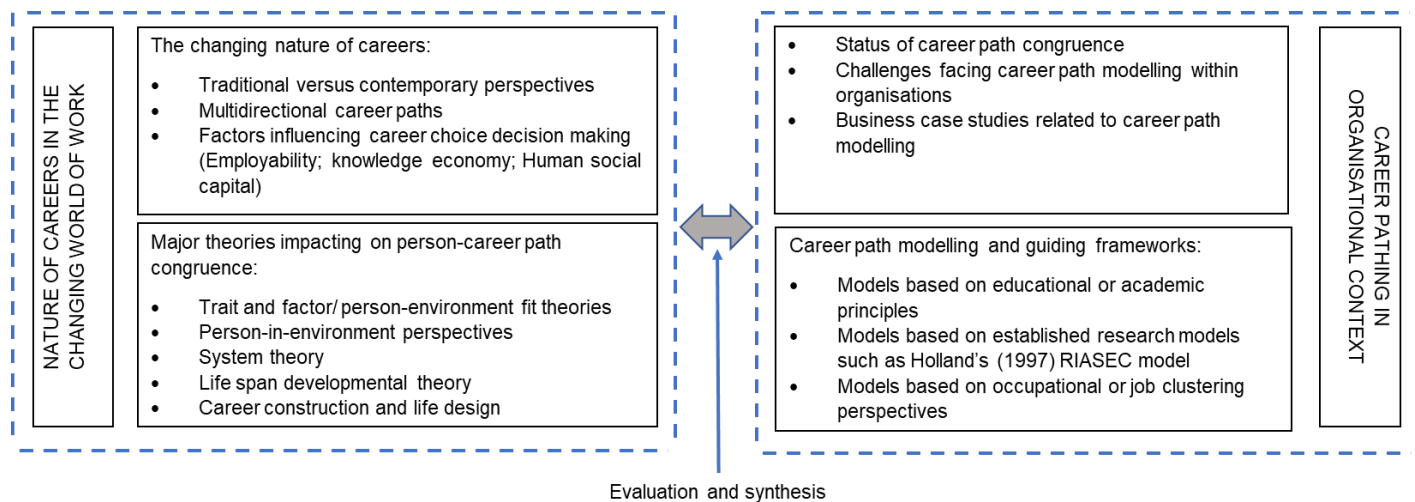 NATURE OF CAREERS IN THE
CHANGING WORLD OF WORK
The changing nature of careers:
• Traditional versus contemporary perspectives
• Multidirectional career paths
• Factors influencing career choice decision making
(Employability; knowledge economy; Human social
capital)
Major theories impacting on person-career path
congruence:
• Trait and factor/ person-environment fit theories
• Person-in-environment perspectives
• System theory
• Life span developmental theory
• Career construction and life design
• Status of career path congruence
• Challenges facing career path modelling within
organisations
• Business case studies related to career path
modelling
Career path modelling and guiding frameworks:
• Models based on educational or academic
principles
• Models based on established research models
such as Holland’s (1997) RIASEC model
• Models based on occupational or job clustering
perspectives
CAREER PATHING IN
ORGANISATIONAL CONTEXT
Evaluation and synthesis